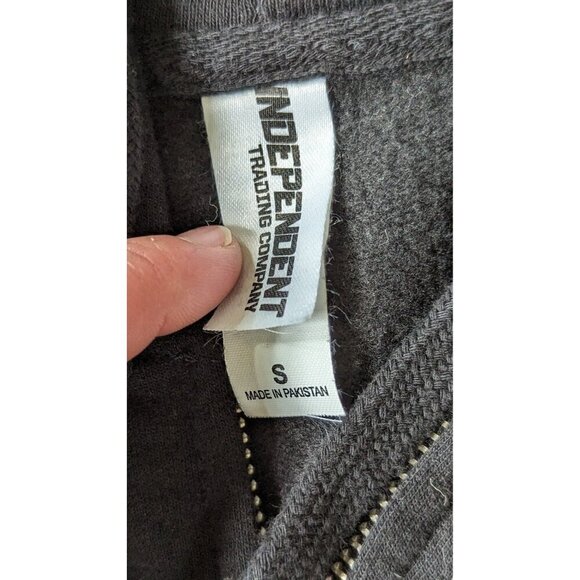 INDEPENDENT
TRADING COMPANY
S
MADE IN PAKISTAN